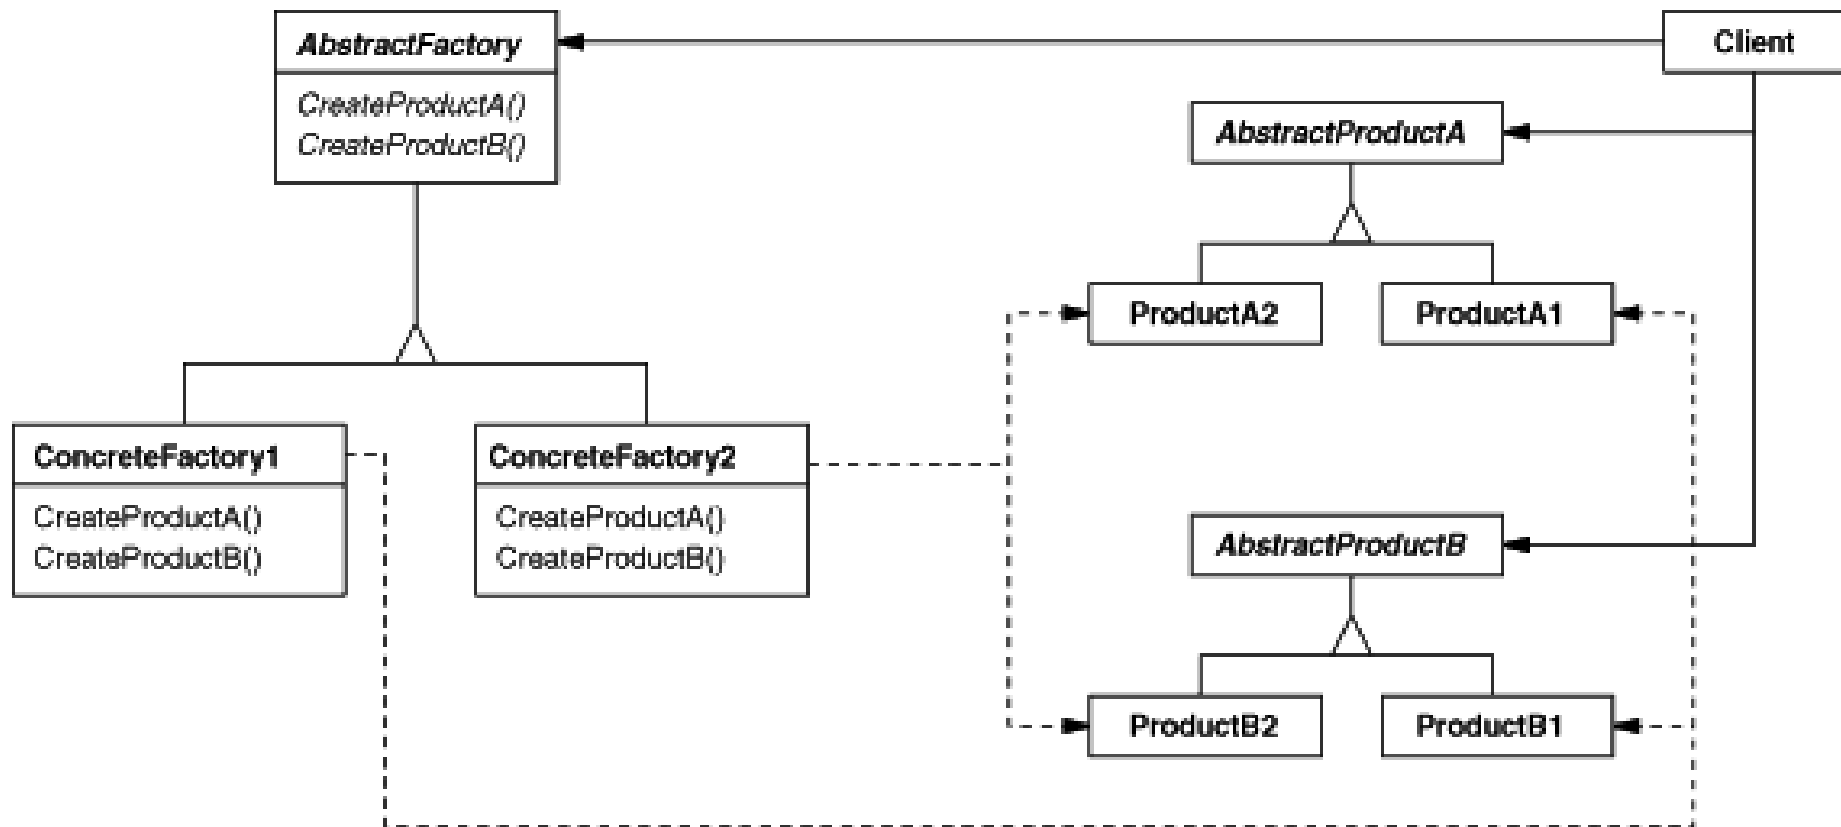 AbstractFactory
CreateProductA()
CreateProductB()
Client
AbstractProductA
ProductA2
ProductA1
ConcreteFactory1
CreateProductA()
CreateProductB()
ConcreteFactory2
CreateProductA()
CreateProductB()
AbstractProductB
ProductB2
ProductB1